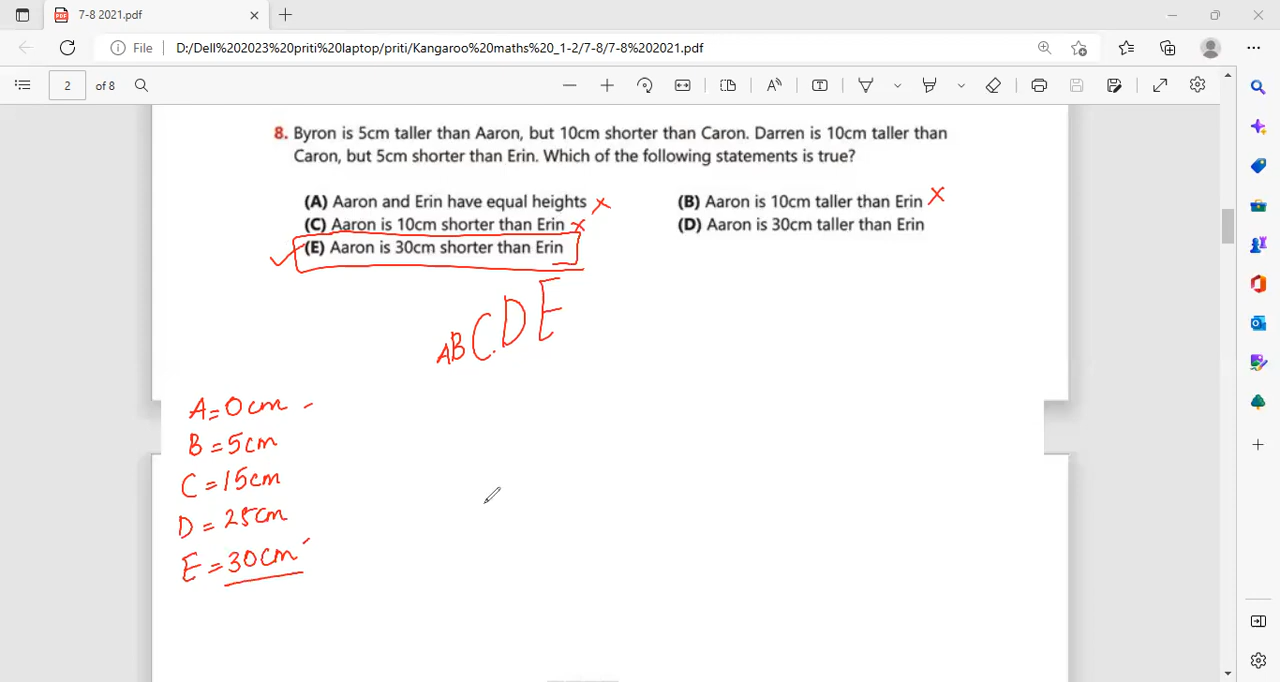 7-8 2021.pdf
File D:/Dell%202023%20priti%20laptop/priti/Kangaroo%20maths%20_1-2/7-8/7-8%202021.pdf
2 of 8
8. Byron is 5cm taller than Aaron, but 10cm shorter than Caron. Darren is 10cm taller than
Caron, but 5cm shorter than Erin. Which of the following statements is true?
(A) Aaron and Erin have equal heights (B) Aaron is 10cm taller than Erin
(C) Aaron is 10cm shorter than Erin (D) Aaron is 30cm taller than Erin
(E) Aaron is 30cm shorter than Erin
ABCDE
A=0cm
B=5cm
C=15cm
D=25cm
E=30cm